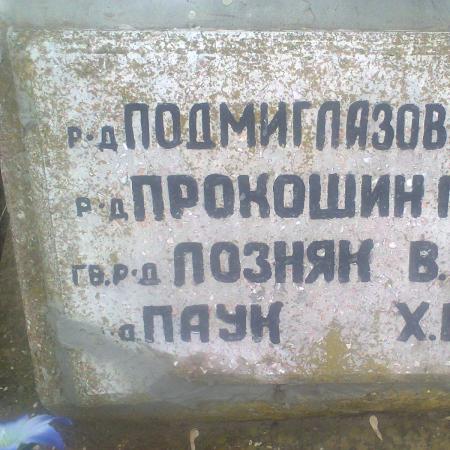 Р-Д ПОДМИГЛАЗОВ
Р-Д ПРОКОШИН
ГВ.Р-Д ПОЗНЯК В.
ПАУК Х.